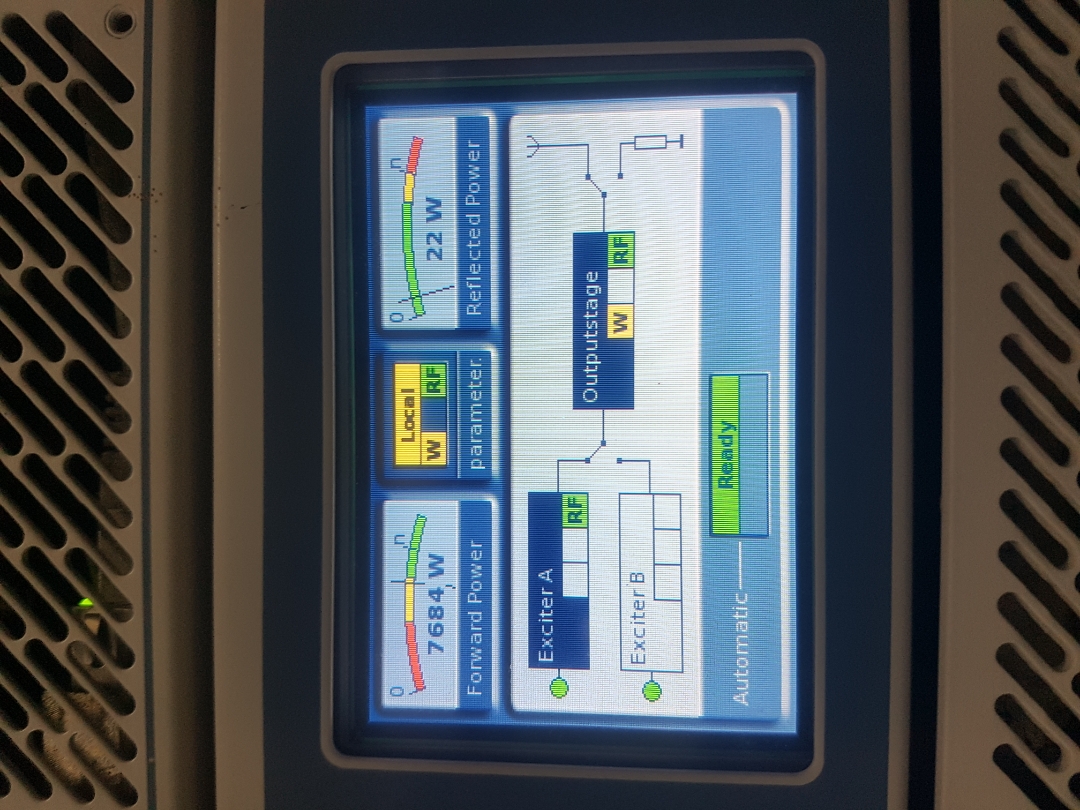 0 n
7684 W
Forward Power
Local
W RF
parameter.
0 n
22 W
Reflected Power
Exciter A
RF
Exciter B
Outputstage
W RF
Automatic
Ready